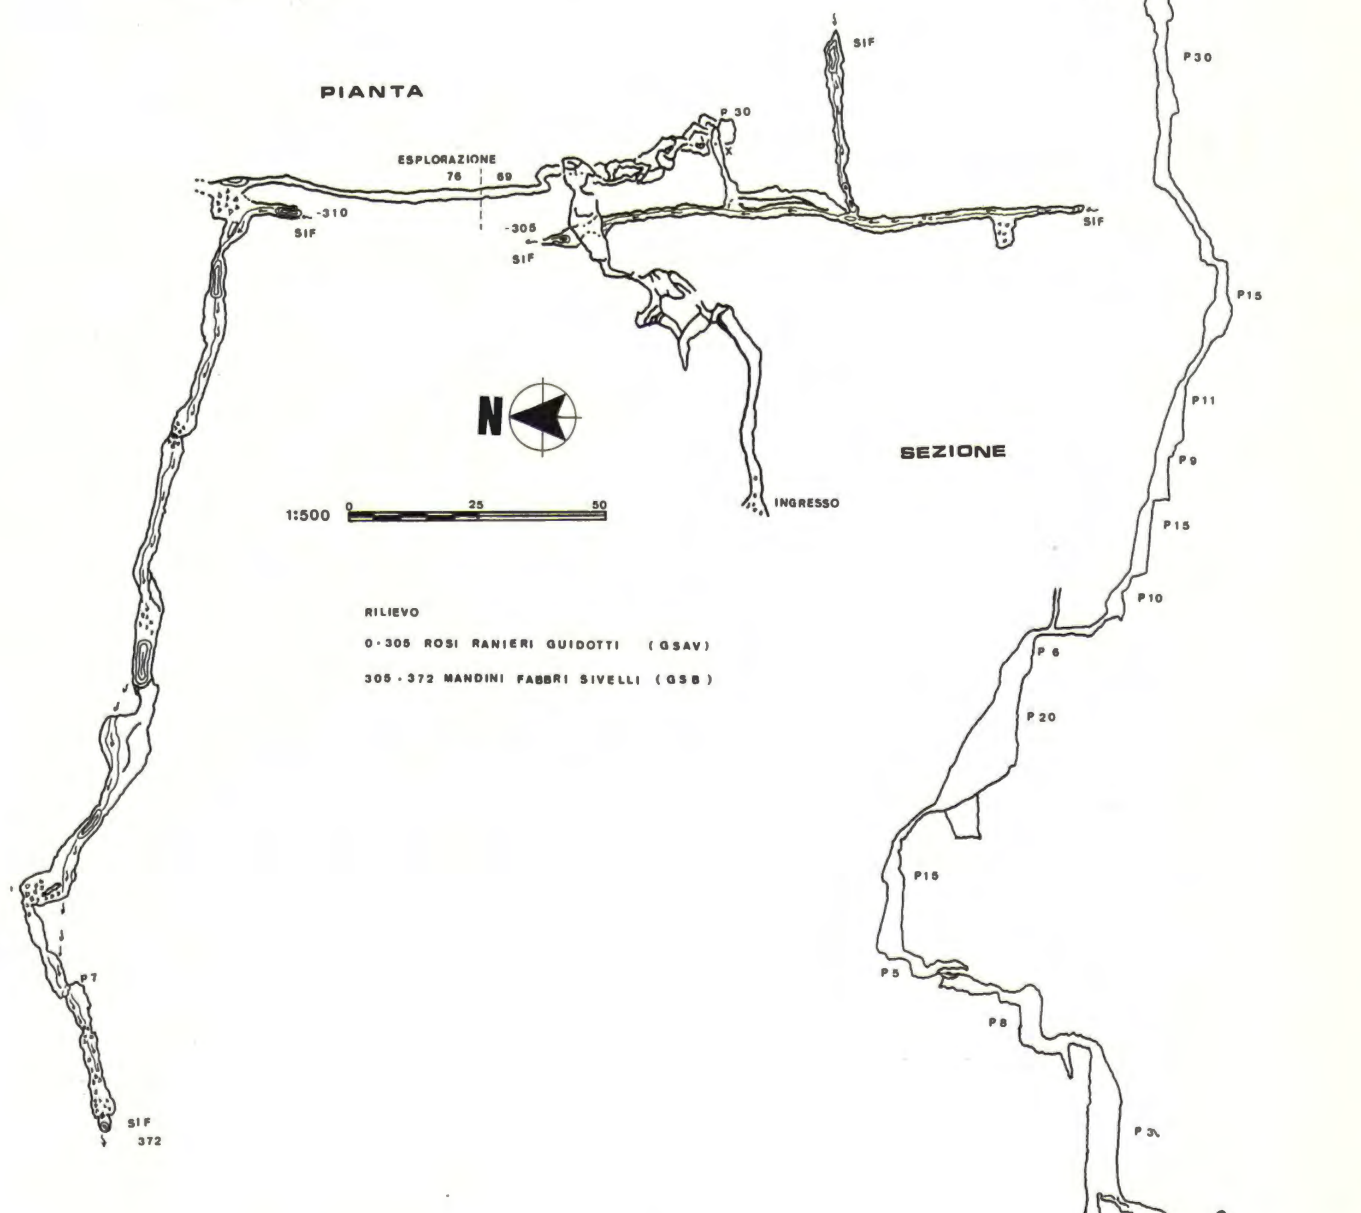 PIANTA
P 30
X
SIF
P30
ESPLORAZIONE
76 69
-310
SIF
-305
SIF
SIF
P15
N
P11
SEZIONE
P9
0 25 50
1:500
INGRESSO
P15
P10
RILIEVO
0-305 ROSI RANIERI GUIDOTTI (GSAV)
305-372 MANDINI FABBRI SIVELLI (GSB)
P 6
P 20
P15
P7
P5
P8
SIF
372